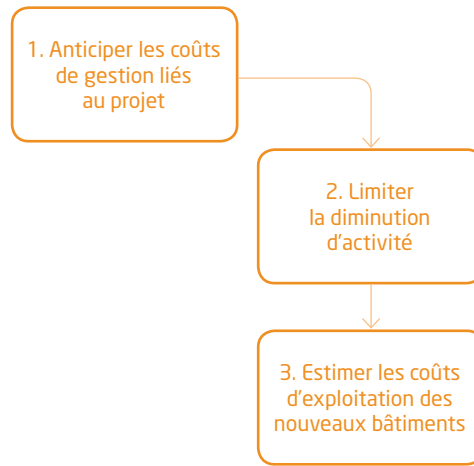 1. Anticiper les coûts
de gestion liés
au projet
2. Limiter
la diminution
d’activité
3. Estimer les coûts
d’exploitation des
nouveaux bâtiments